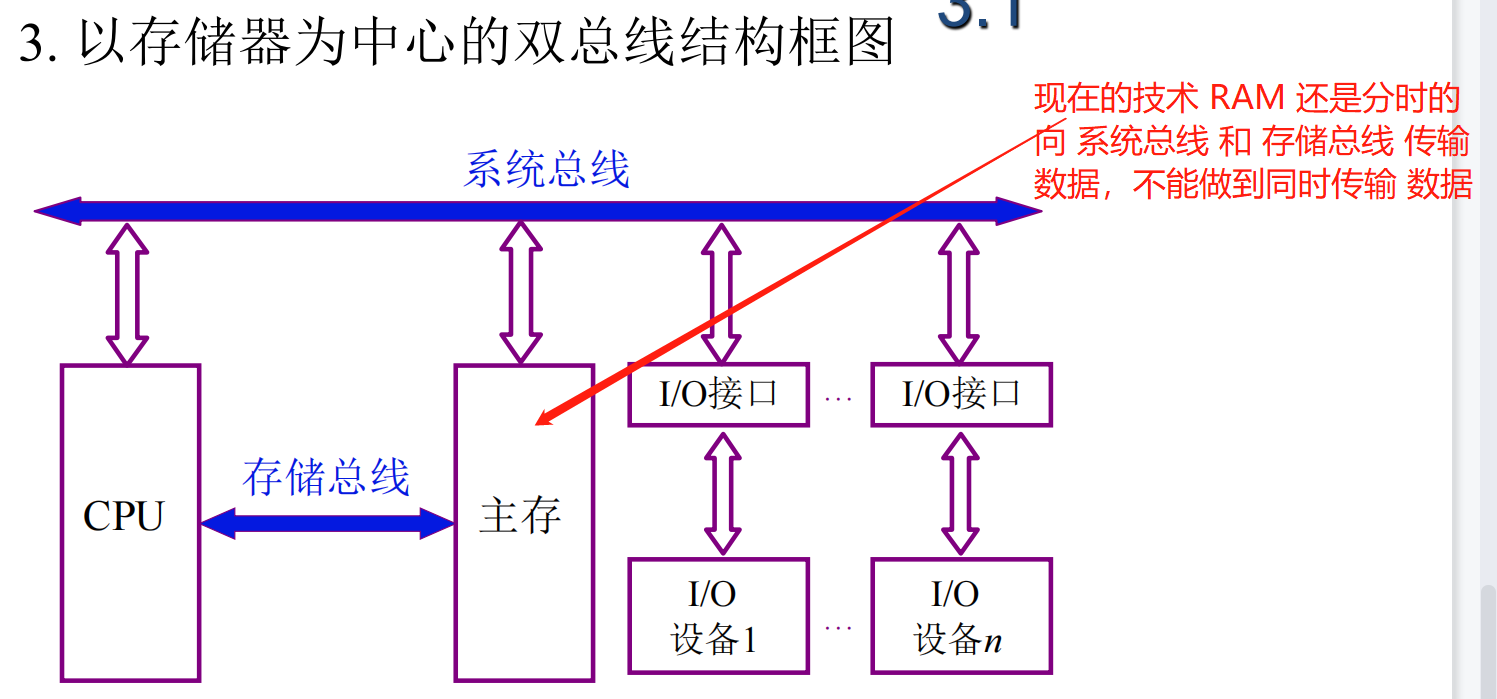 3. 以存储器为中心的双总线结构框图
3.1
现在的技术 RAM 还是分时的
向 系统总线 和 存储总线 传输
数据，不能做到同时传输 数据
系统总线
I/O接口
…
I/O接口
存储总线
CPU
主存
I/O
设备1
…
I/O
设备n